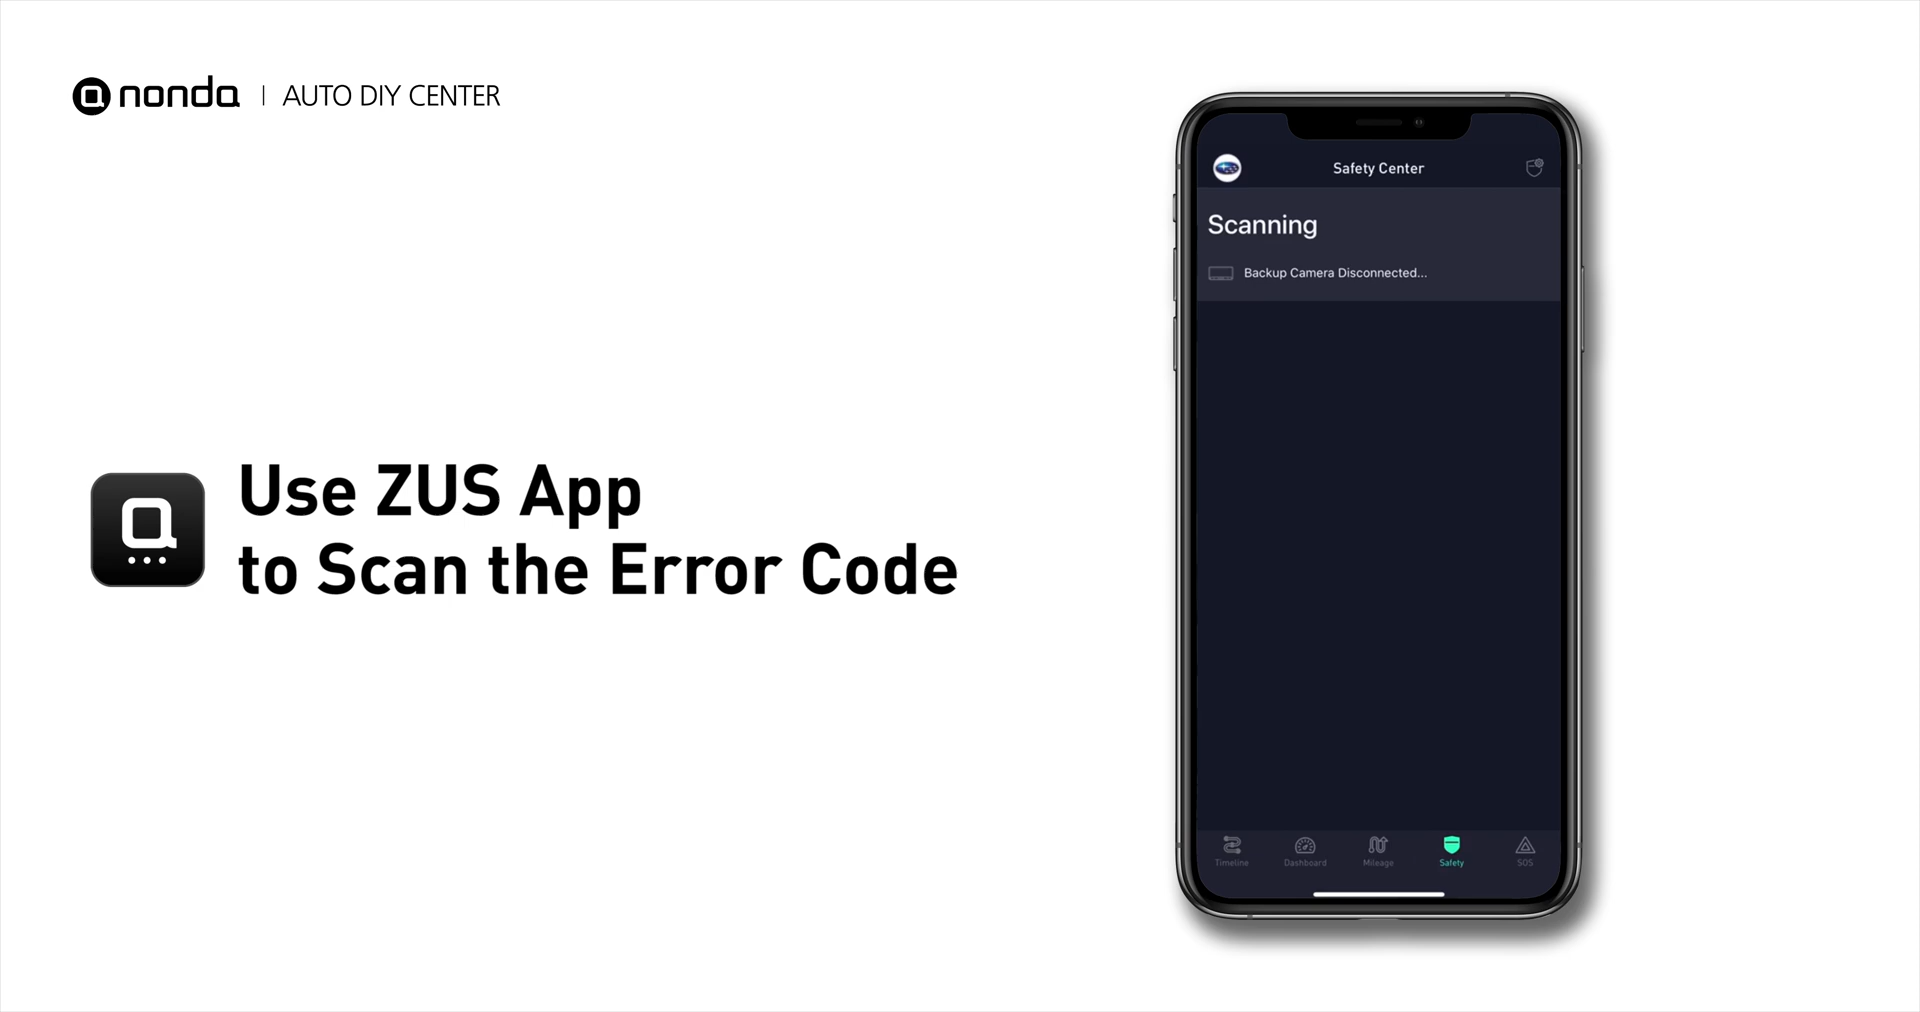 nonda | AUTO DIY CENTER
Use ZUS App
to Scan the Error Code
Safety Center
Scanning
Backup Camera Disconnected...
Timeline
Dashboard
Mileage
Safety
SOS